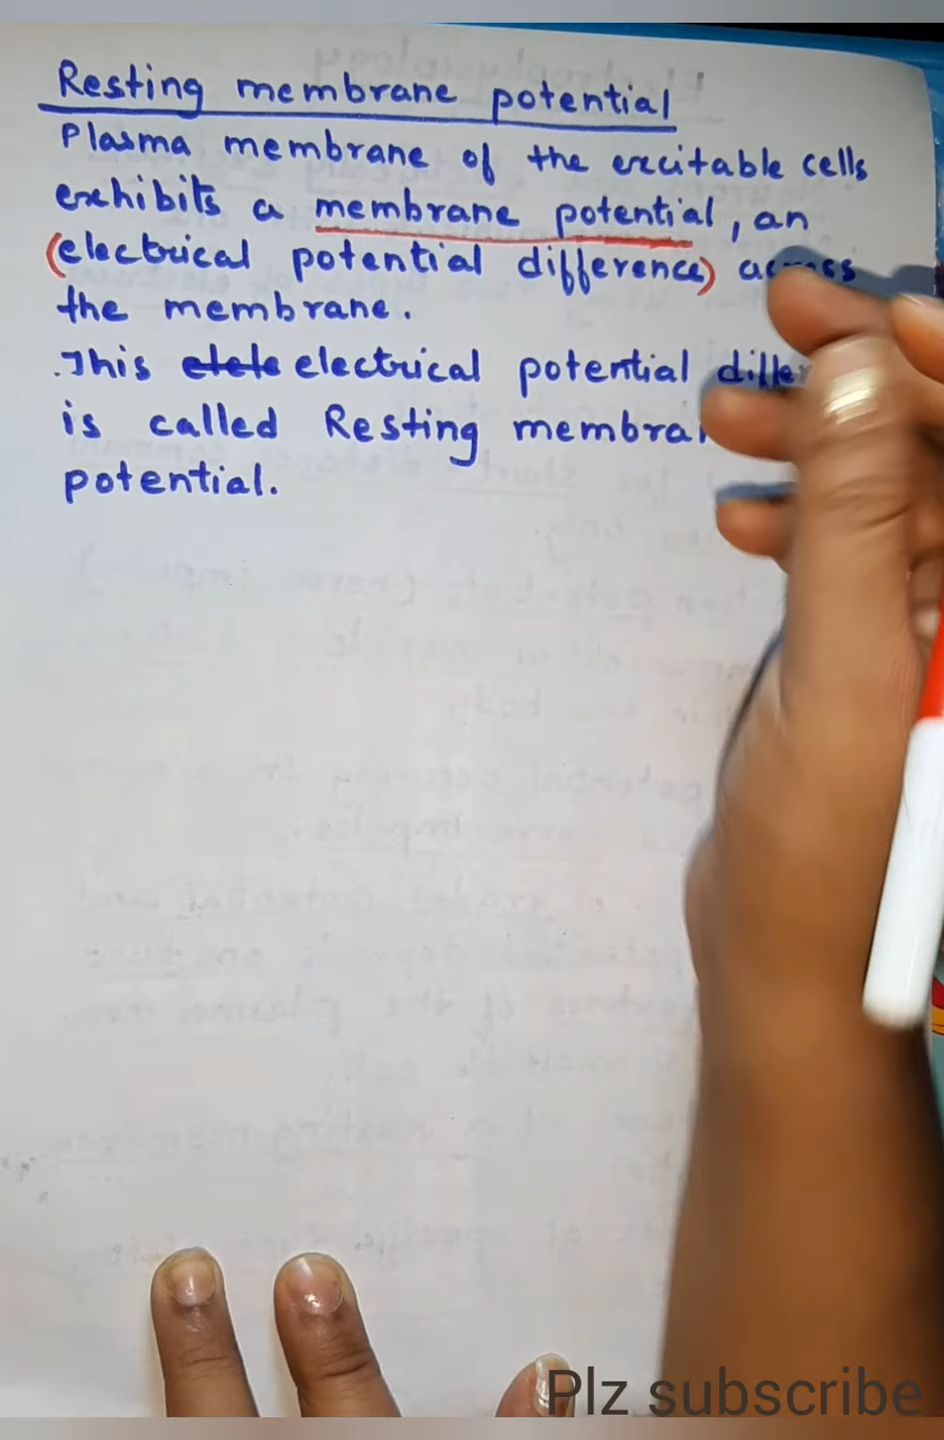 Resting membrane potential
Plasma membrane of the excitable cells
exhibits a membrane potential, an
(electrical potential difference) across
the membrane.
.This electrical potential
is called Resting
potential.
Plz subscribe